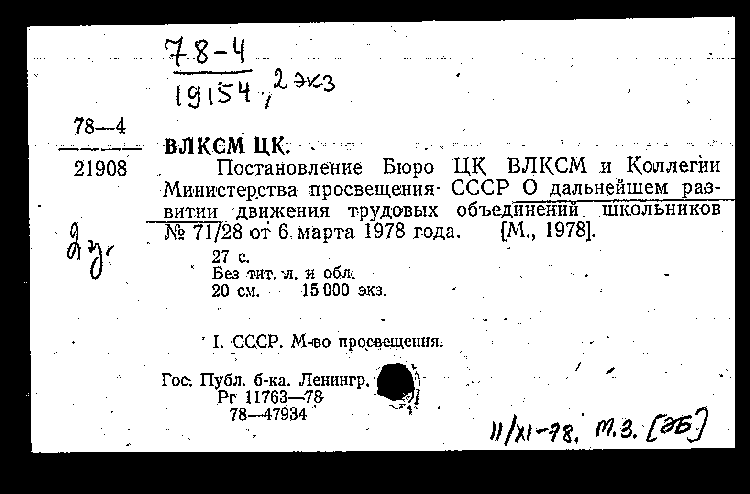 78-4
19154, 2 экз
78—4
21908
ВЛКСМ ЦК.
Постановление Бюро ЦК ВЛКСМ и Коллегии
Министерства просвещения СССР О дальнейшем раз-
витии движения трудовых объединений школьников
№ 71/28 от 6 марта 1978 года. [М., 1978].
27 с.
Без тит. л. и обл.
20 см. 15 000 экз.
I. СССР. М-во просвещения.
Гос. Публ. б-ка. Ленингр.
Рг 11763—78
78—47934
11/XI-78. М.З. [ЭБ]